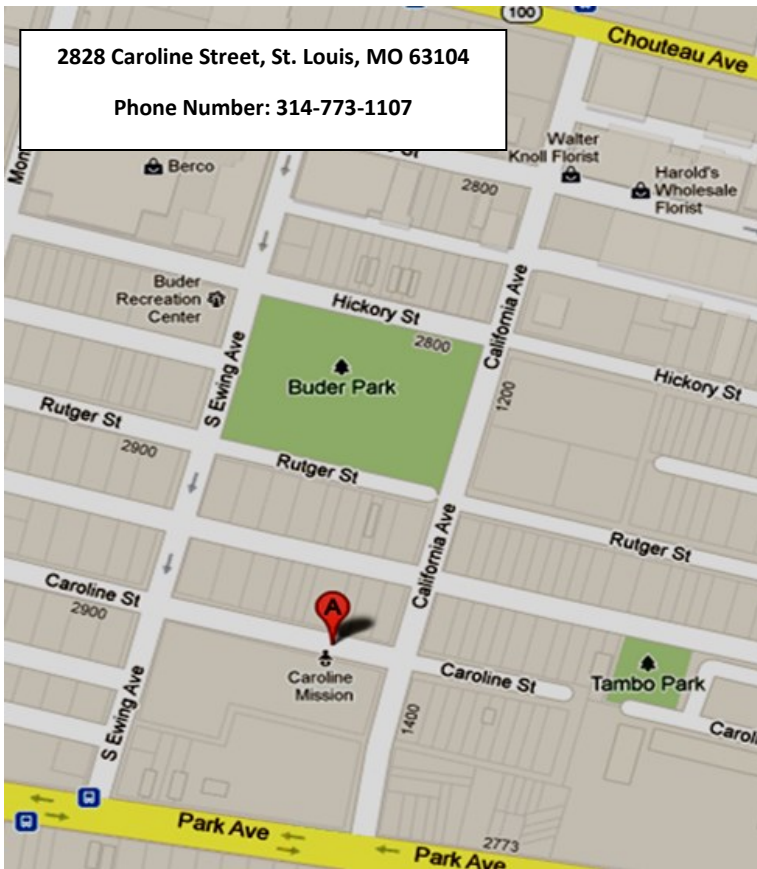 100
Chouteau Ave
2828 Caroline Street, St. Louis, MO 63104
Phone Number: 314-773-1107
Walter
Knoll Florist
Harold's
Wholesale
Florist
Berco
2800
Buder
Recreation
Center
Hickory St
2800
California Ave
1200
Hickory St
S Ewing Ave
Buder Park
Rutger St
2900
Rutger St
California Ave
Rutger St
Caroline St
2900
A
Caroline
Mission
Caroline St
Tambo Park
S Ewing Ave
1400
Park Ave
2773
Park Ave